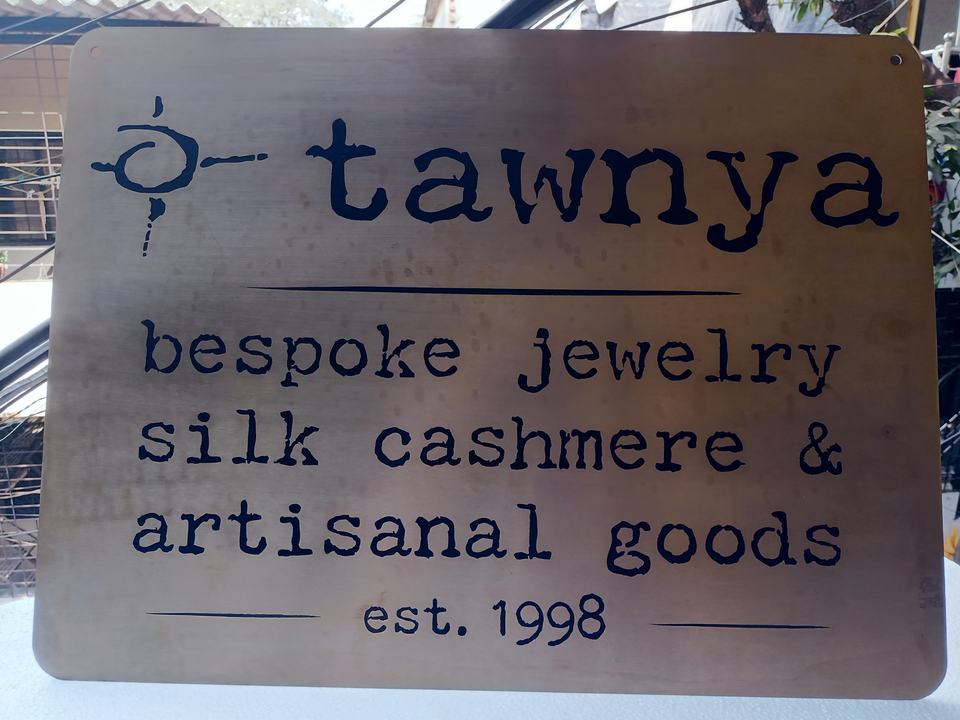 tawnya
bespoke jewelry
silk cashmere &
artisanal goods
est. 1998